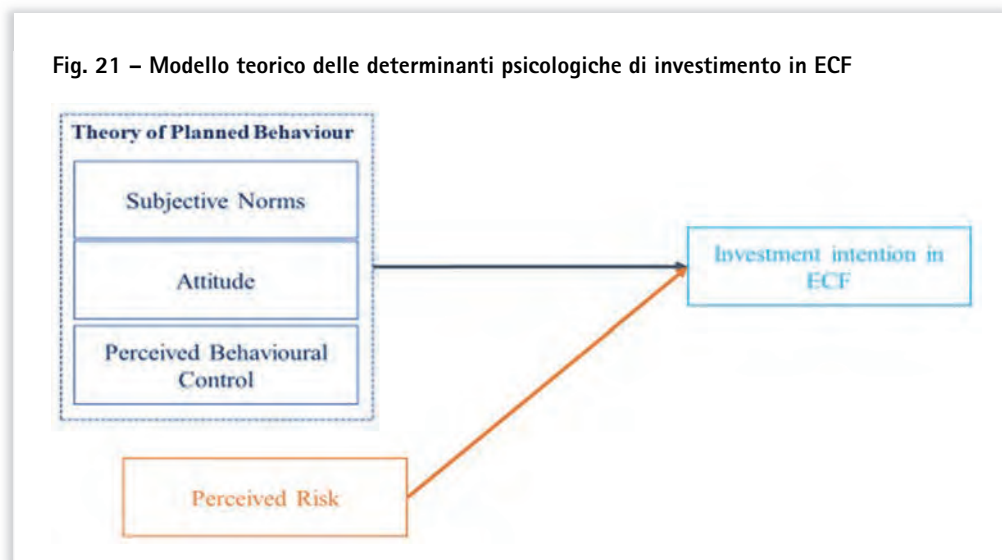 Fig. 21 – Modello teorico delle determinanti psicologiche di investimento in ECF
Theory of Planned Behaviour
Subjective Norms
Attitude
Perceived Behavioural
Control
Investment intention in
ECF
Perceived Risk